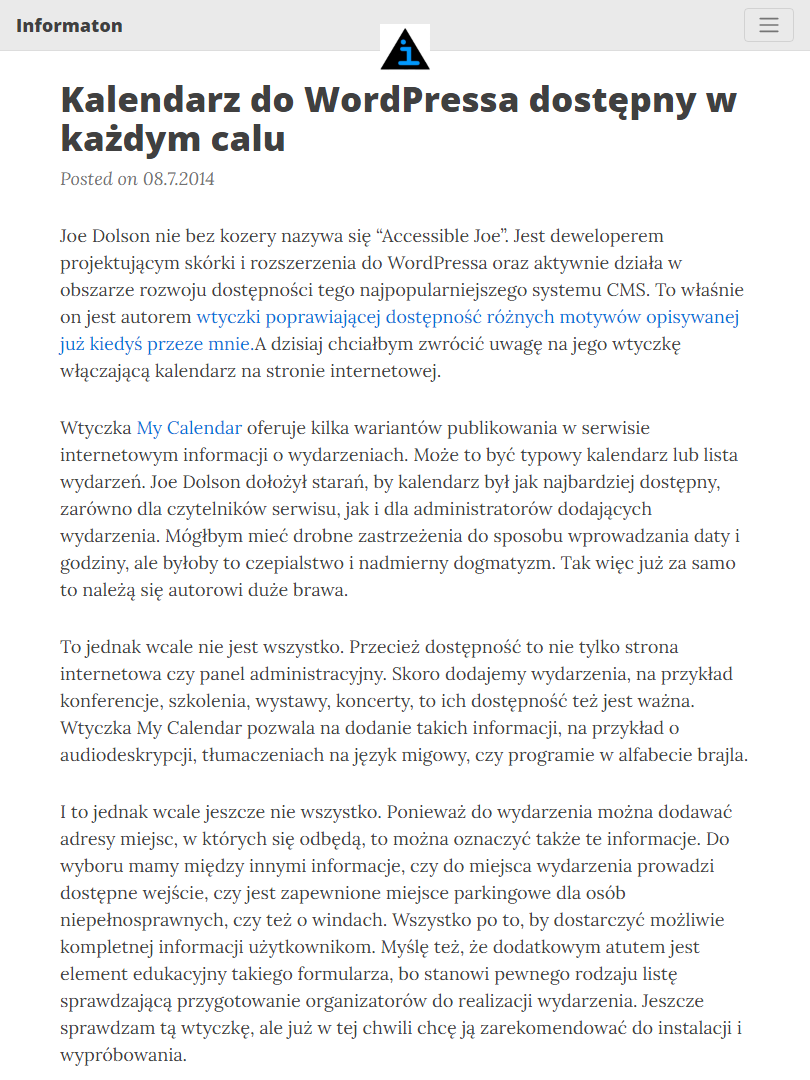 Informaton
i
Kalendarz do WordPressa dostępny w
każdym calu
Posted on 08.7.2014
Joe Dolson nie bez kozery nazywa się “Accessible Joe”. Jest deweloperem
projektującym skórki i rozszerzenia do WordPressa oraz aktywnie działa w
obszarze rozwoju dostępności tego najpopularniejszego systemu CMS. To właśnie
on jest autorem wtyczki poprawiającej dostępność różnych motywów opisywanej
już kiedyś przeze mnie.A dzisiaj chciałbym zwrócić uwagę na jego wtyczkę
włączającą kalendarz na stronie internetowej.
Wtyczka My Calendar oferuje kilka wariantów publikowania w serwisie
internetowym informacji o wydarzeniach. Może to być typowy kalendarz lub lista
wydarzeń. Joe Dolson dołożył starań, by kalendarz był jak najbardziej dostępny,
zarówno dla czytelników serwisu, jak i dla administratorów dodających
wydarzenia. Mógłbym mieć drobne zastrzeżenia do sposobu wprowadzania daty i
godziny, ale byłoby to czepialstwo i nadmierny dogmatyzm. Tak więc już za samo
to należą się autorowi duże brawa.
To jednak wcale nie jest wszystko. Przecież dostępność to nie tylko strona
internetowa czy panel administracyjny. Skoro dodajemy wydarzenia, na przykład
konferencje, szkolenia, wystawy, koncerty, to ich dostępność też jest ważna.
Wtyczka My Calendar pozwala na dodanie takich informacji, na przykład o
audiodeskrypcji, tłumaczeniach na język migowy, czy programie w alfabecie brajla.
I to jednak wcale jeszcze nie wszystko. Ponieważ do wydarzenia można dodawać
adresy miejsc, w których się odbędą, to można oznaczyć także te informacje. Do
wyboru mamy między innymi informacje, czy do miejsca wydarzenia prowadzi
dostępne wejście, czy jest zapewnione miejsce parkingowe dla osób
niepełnosprawnych, czy też o windach. Wszystko po to, by dostarczyć możliwie
kompletnej informacji użytkownikom. Myślę też, że dodatkowym atutem jest
element edukacyjny takiego formularza, bo stanowi pewnego rodzaju listę
sprawdzającą przygotowanie organizatorów do realizacji wydarzenia. Jeszcze
sprawdzam tą wtyczkę, ale już w tej chwili chcę ją zarekomendować do instalacji i
wypróbowania.